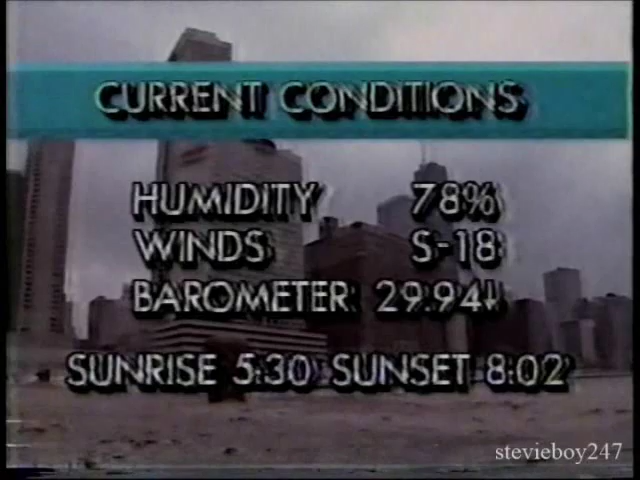 CURRENT CONDITIONS
HUMIDITY 78%
WINDS S-18
BAROMETER 29.94↓
SUNRISE 5:30 SUNSET 8:02
stevieboy247